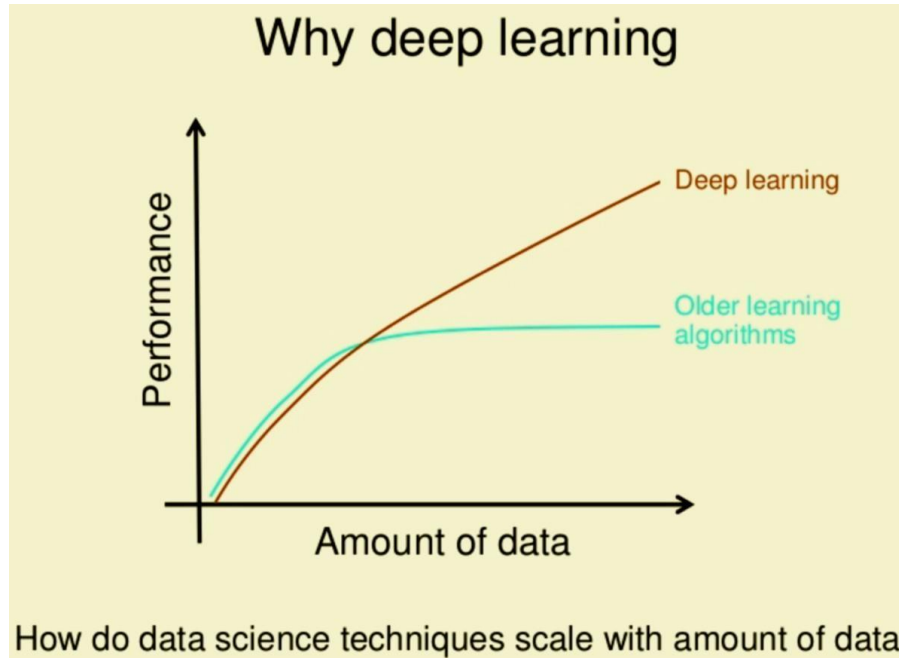 Why deep learning
Performance
Deep learning
Older learning
algorithms
Amount of data
How do data science techniques scale with amount of data